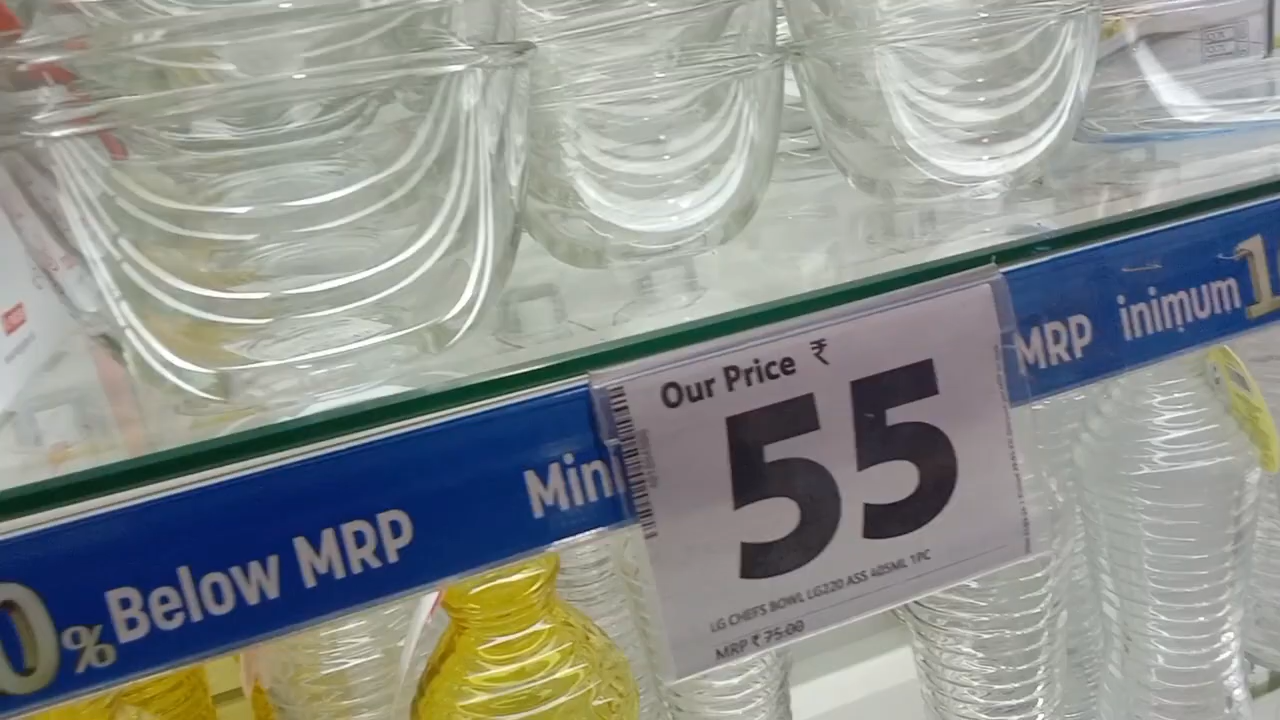 Our Price ₹
55
LG CHEFS BOWL LG220 ASS 405ML 1PC
MRP ₹ 75.00
0% Below MRP
Min
MRP
inimum 1